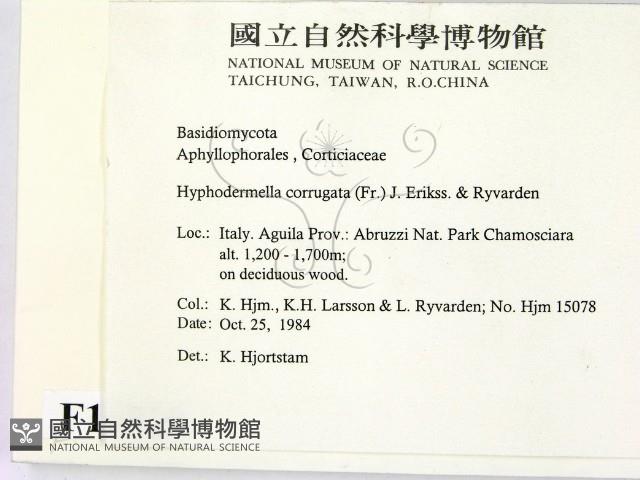 國立自然科學博物館
NATIONAL MUSEUM OF NATURAL SCIENCE
TAICHUNG, TAIWAN, R.O.CHINA
Basidiomycota
Aphyllophorales , Corticiaceae
Hyphodermella corrugata (Fr.) J. Erikss. & Ryvarden
Loc.: Italy. Aguila Prov.: Abruzzi Nat. Park Chamosciara
alt. 1,200 - 1,700m;
on deciduous wood.
Col.: K. Hjm., K.H. Larsson & L. Ryvarden; No. Hjm 15078
Date: Oct. 25, 1984
Det.: K. Hjortstam
國立自然科學博物館
NATIONAL MUSEUM OF NATURAL SCIENCE